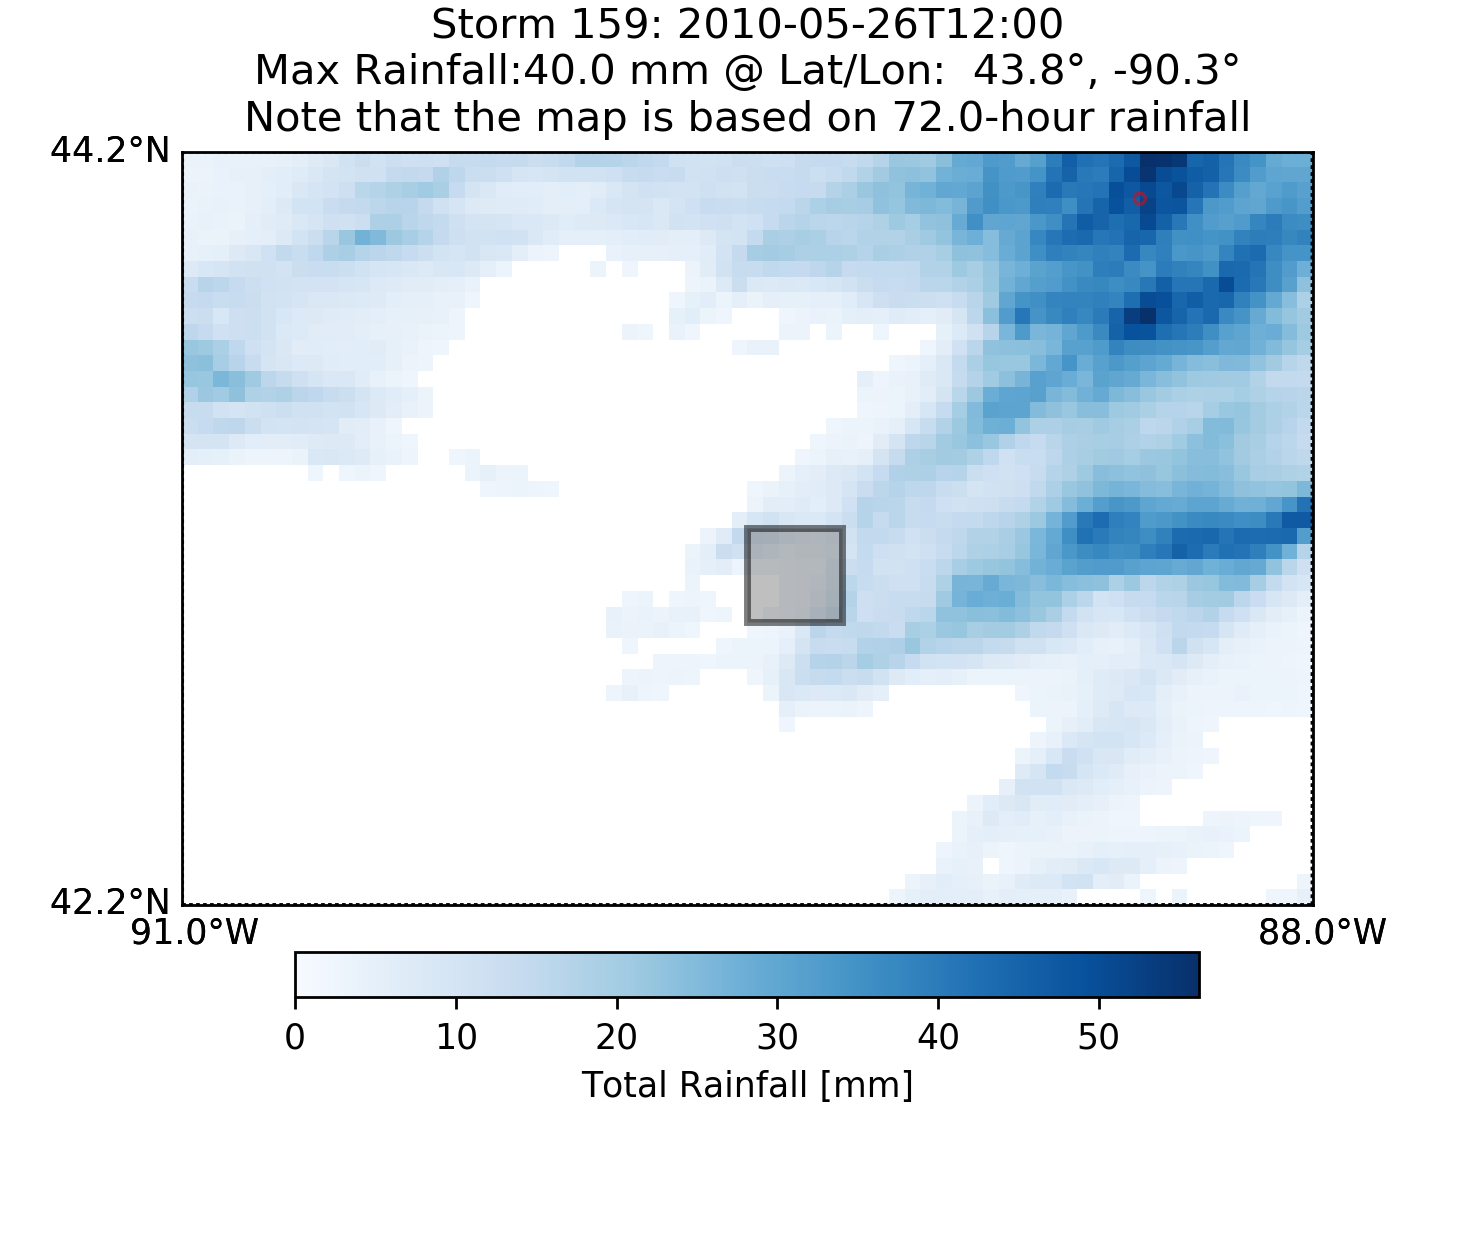 Storm 159: 2010-05-26T12:00
Max Rainfall:40.0 mm @ Lat/Lon:  43.8°, -90.3°
Note that the map is based on 72.0-hour rainfall
44.2°N
42.2°N
91.0°W
88.0°W
0 10 20 30 40 50
Total Rainfall [mm]